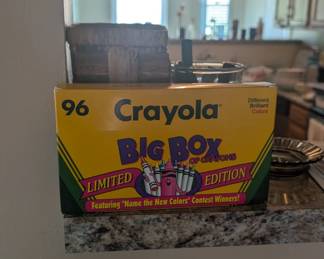 96
Crayola
Different
Brilliant
Colors
BIG BOX
OF CRAYONS
LIMITED EDITION
Featuring "Name the New Colors" Contest Winners!